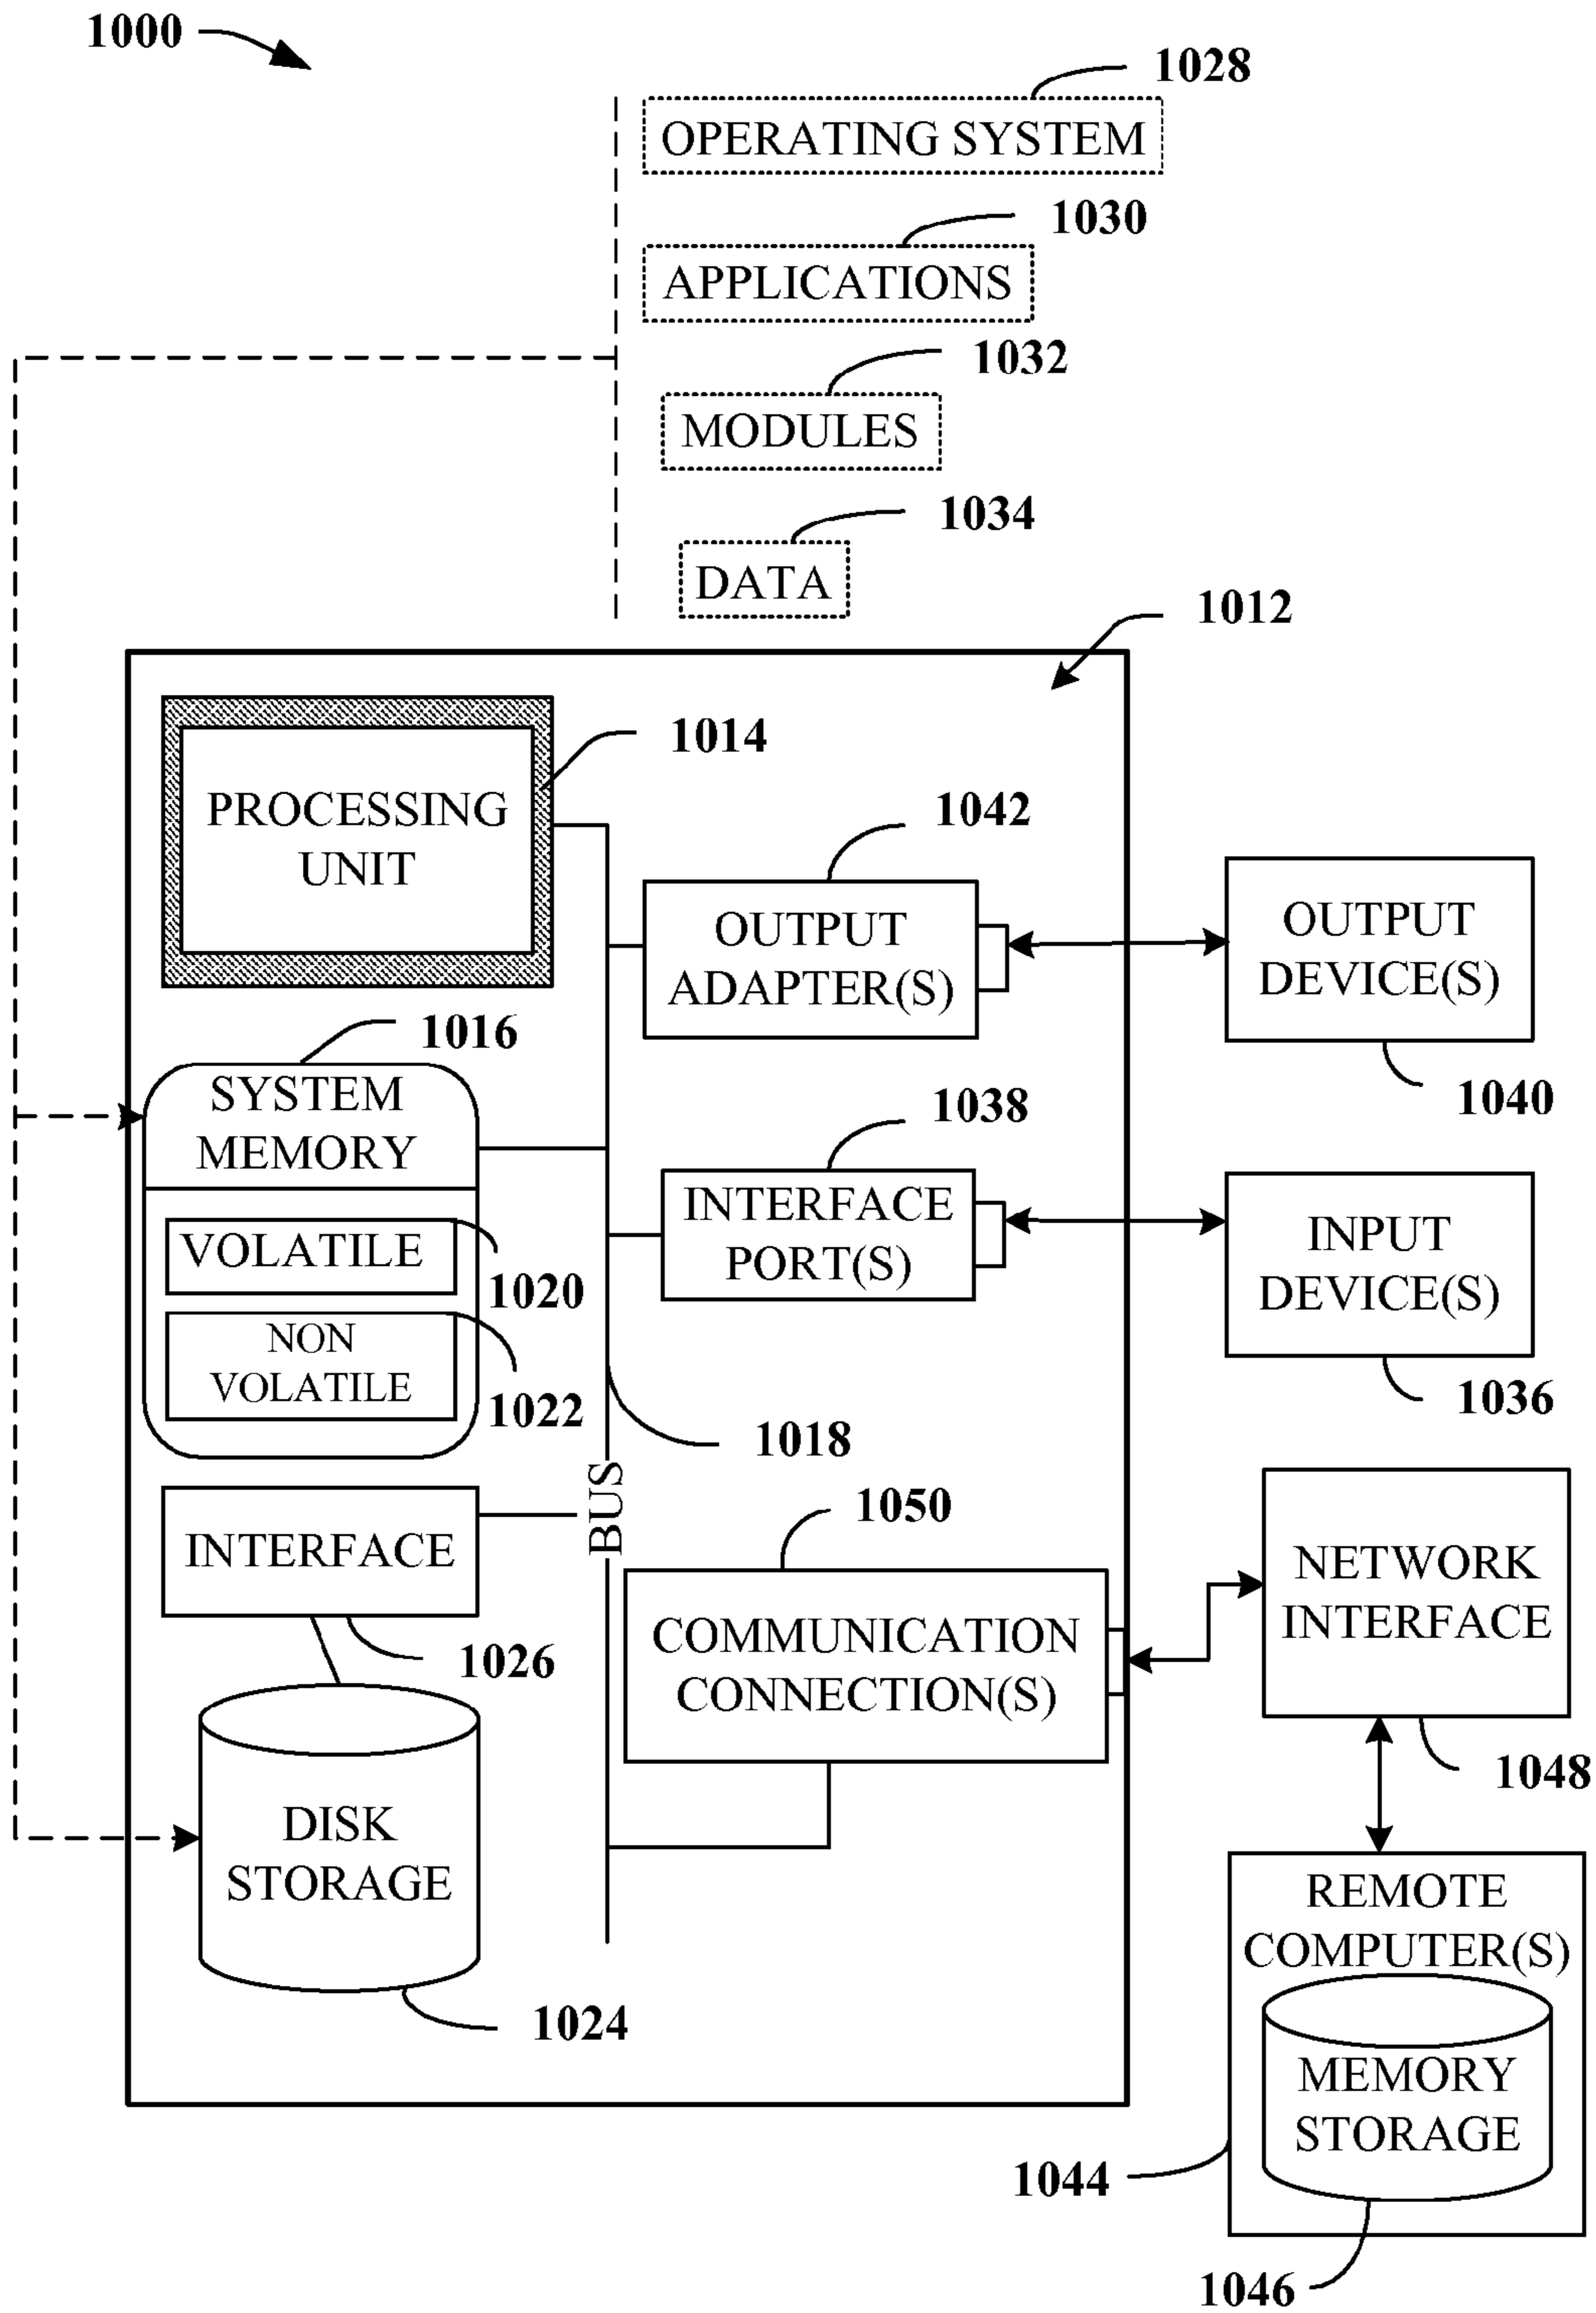 1000
1028
OPERATING SYSTEM
1030
APPLICATIONS
1032
MODULES
1034
DATA
1012
PROCESSING
UNIT
1014
1042
OUTPUT
ADAPTER(S)
OUTPUT
DEVICE(S)
1040
1016
SYSTEM
MEMORY
VOLATILE
1020
NON
VOLATILE
1022
1038
INTERFACE
PORT(S)
INPUT
DEVICE(S)
1036
1018
BUS
INTERFACE
1026
1050
COMMUNICATION
CONNECTION(S)
NETWORK
INTERFACE
1048
DISK
STORAGE
1024
REMOTE
COMPUTER(S)
MEMORY
STORAGE
1044
1046